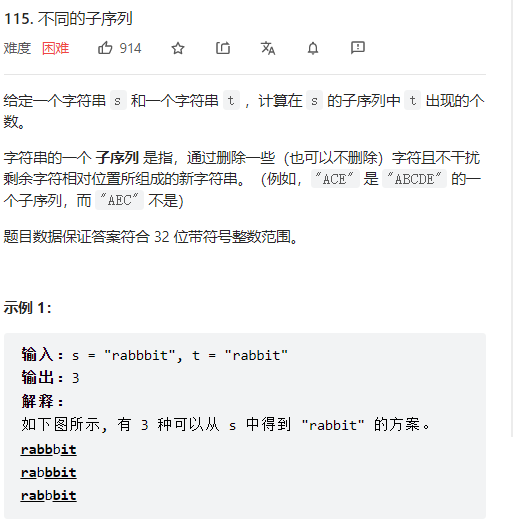 115. 不同的子序列
难度 困难 914
给定一个字符串 s 和一个字符串 t ，计算在 s 的子序列中 t 出现的个
数。
字符串的一个 子序列 是指，通过删除一些（也可以不删除）字符且不干扰
剩余字符相对位置所组成的新字符串。（例如，"ACE" 是 "ABCDE" 的一
个子序列，而 "AEC" 不是）
题目数据保证答案符合 32 位带符号整数范围。
示例 1：
输入：s = "rabbbit", t = "rabbit"
输出：3
解释：
如下图所示, 有 3 种可以从 s 中得到 "rabbit" 的方案。
rabbbit
rabbbit
rabbbit